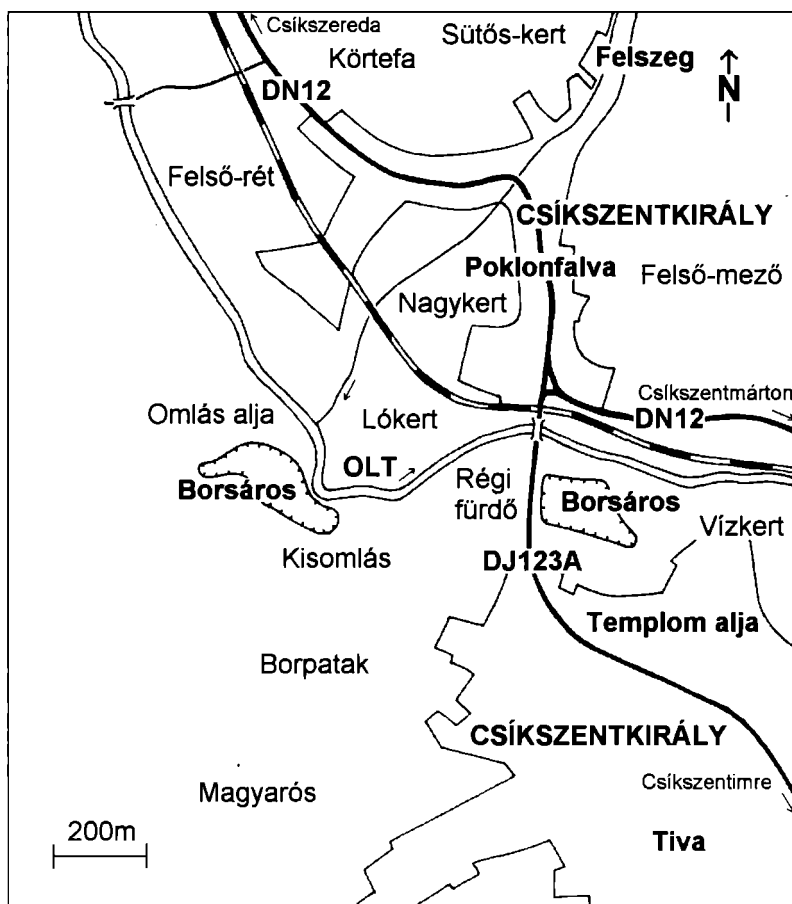 Csíkszereda
Sütős-kert
Körtefa
Felszeg
DN12
N
Felső-rét
CSÍKSZENTKIRÁLY
Poklonfalva
Felső-mező
Nagykert
Csíkszentmárton
Omlás alja
Lókert
DN12
OLT
Borsáros
Régi
fürdő
Borsáros
Vízkert
Kisomlás
DJ123A
Templom alja
Borpatak
CSÍKSZENTKIRÁLY
Csíkszentimre
Magyarós
200m
Tiva